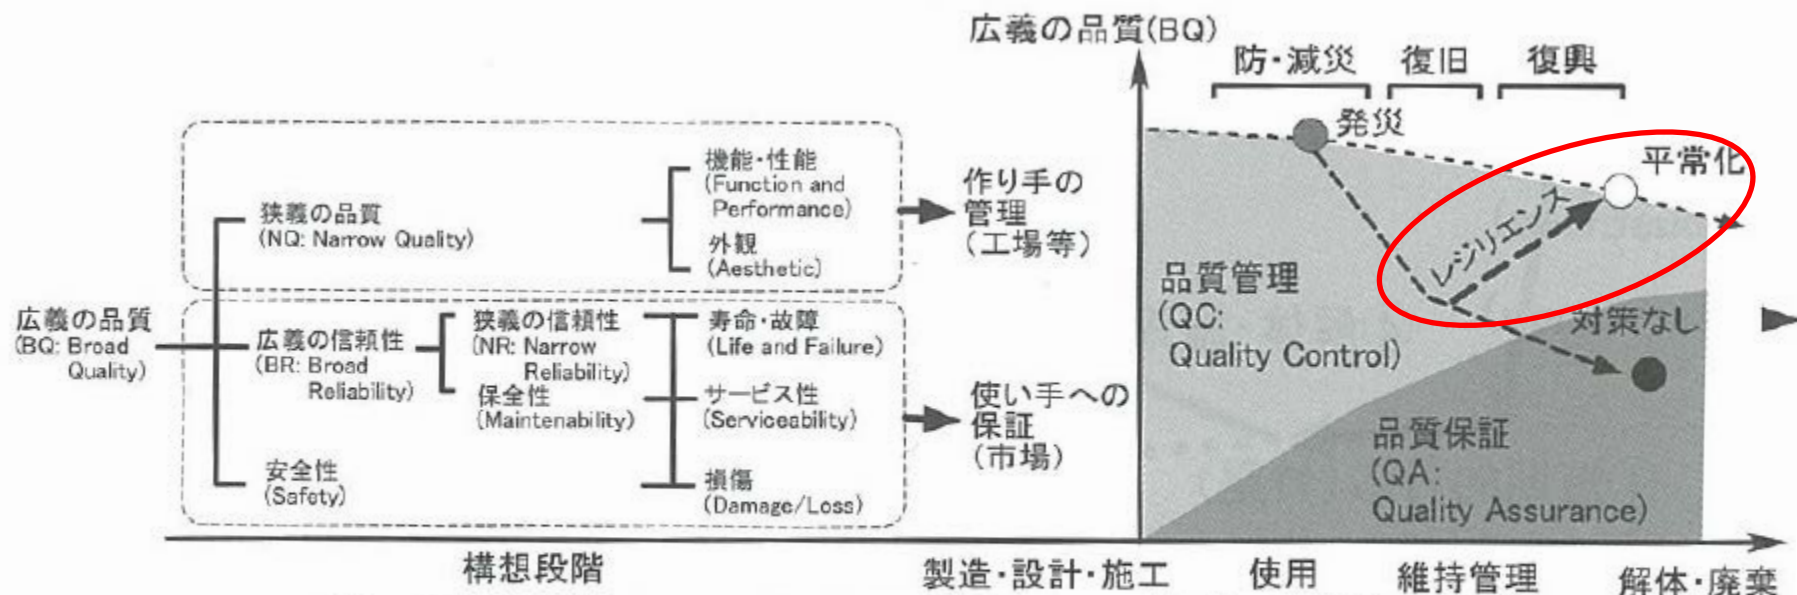 広義の品質
(BQ: Broad
Quality)
狭義の品質
(NQ: Narrow Quality)
広義の信頼性
(BR: Broad
Reliability)
安全性
(Safety)
狭義の信頼性
(NR: Narrow
Reliability)
保全性
(Maintenability)
機能・性能
(Function and
Performance)
外観
(Aesthetic)
寿命・故障
(Life and Failure)
サービス性
(Serviceability)
損傷
(Damage/Loss)
作り手の
管理
(工場等)
使い手への
保証
(市場)
広義の品質(BQ)
防・減災
復旧
復興
発災
平常化
レジリエンス
品質管理
(QC:
Quality Control)
対策なし
品質保証
(QA:
Quality Assurance)
構想段階
製造・設計・施工
使用
維持管理
解体・廃棄